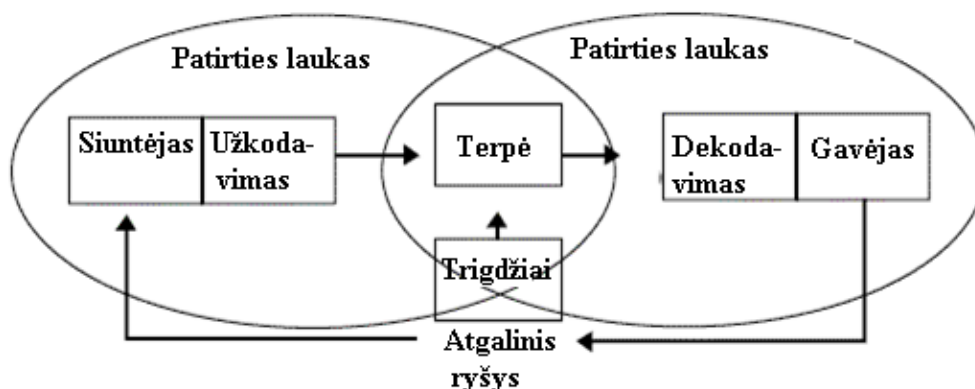 Patirties laukas
Patirties laukas
Siuntėjas
Užkoda-
vimas
Terpė
Dekoda-
vimas
Gavėjas
Trigdžiai
Atgalinis
ryšys